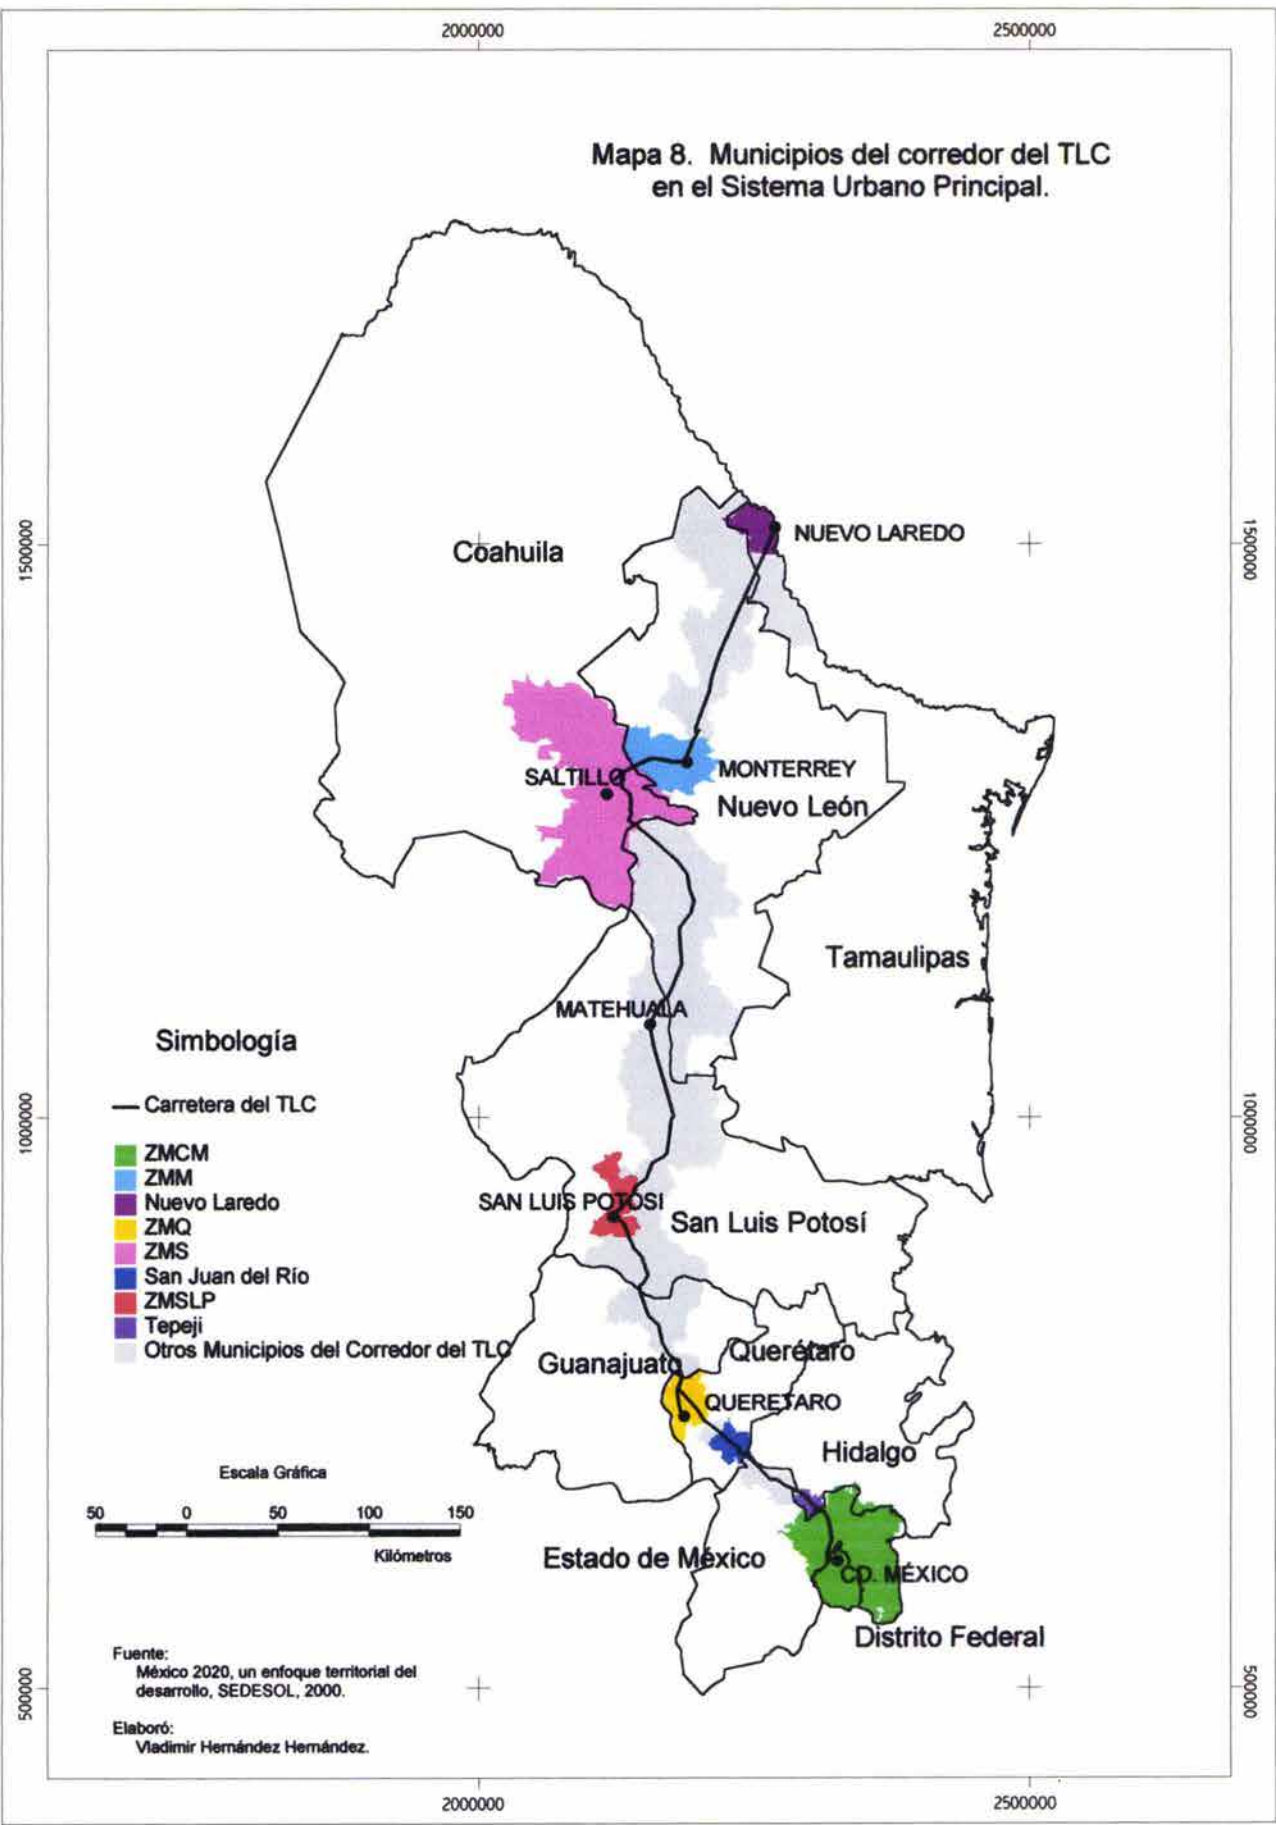 2000000
2500000
Mapa 8. Municipios del corredor del TLC
en el Sistema Urbano Principal.
1500000
1500000
Coahuila
NUEVO LAREDO
SALTILLO
MONTERREY
Nuevo León
Tamaulipas
MATEHUALA
Simbología
Carretera del TLC
1000000
1000000
ZMCM
ZMM
Nuevo Laredo
ZMQ
ZMS
San Juan del Río
ZMSLP
Tepeji
Otros Municipios del Corredor del TLC
SAN LUIS POTOSI
San Luis Potosí
Guanajuato
Querétaro
QUERETARO
Hidalgo
Escala Gráfica
50 0 50 100 150
Kilómetros
Estado de México
CD. MÉXICO
Distrito Federal
Fuente:
México 2020, un enfoque territorial del
desarrollo, SEDESOL, 2000.
500000
500000
Elaboró:
Vladimir Hernández Hernández.
2000000
2500000